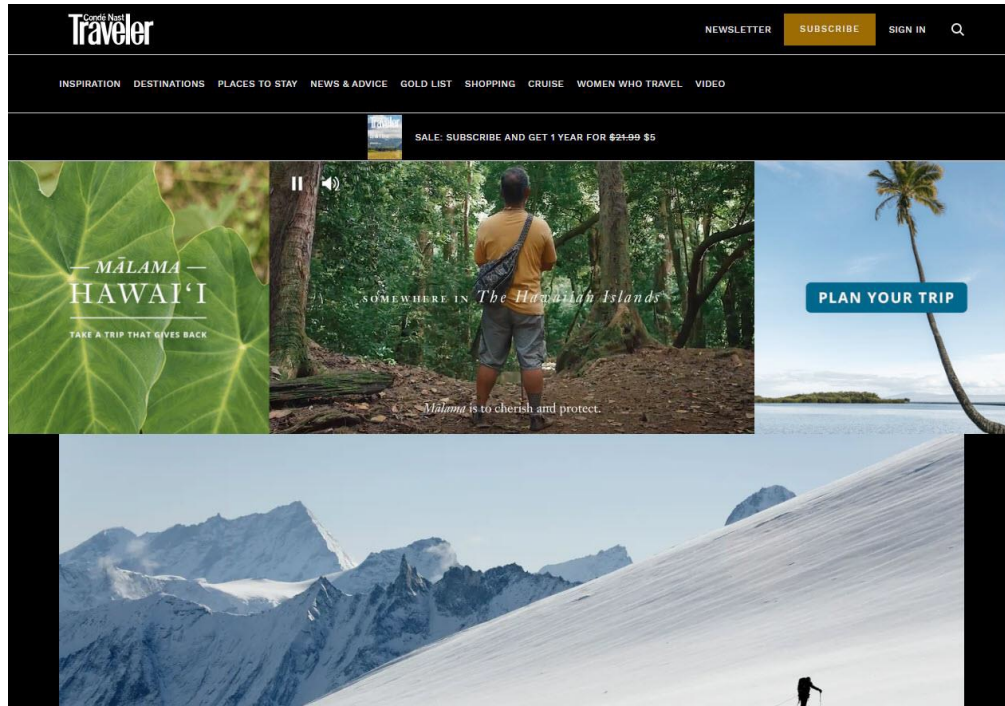 Condé Nast
Traveler
NEWSLETTER SUBSCRIBE SIGN IN
INSPIRATION DESTINATIONS PLACES TO STAY NEWS & ADVICE GOLD LIST SHOPPING CRUISE WOMEN WHO TRAVEL VIDEO
Traveler
SALE: SUBSCRIBE AND GET 1 YEAR FOR $21.99 $5
MĀLAMA
HAWAIʻI
TAKE A TRIP THAT GIVES BACK
SOMEWHERE IN The Hawaiian Islands
Mālama is to cherish and protect.
PLAN YOUR TRIP